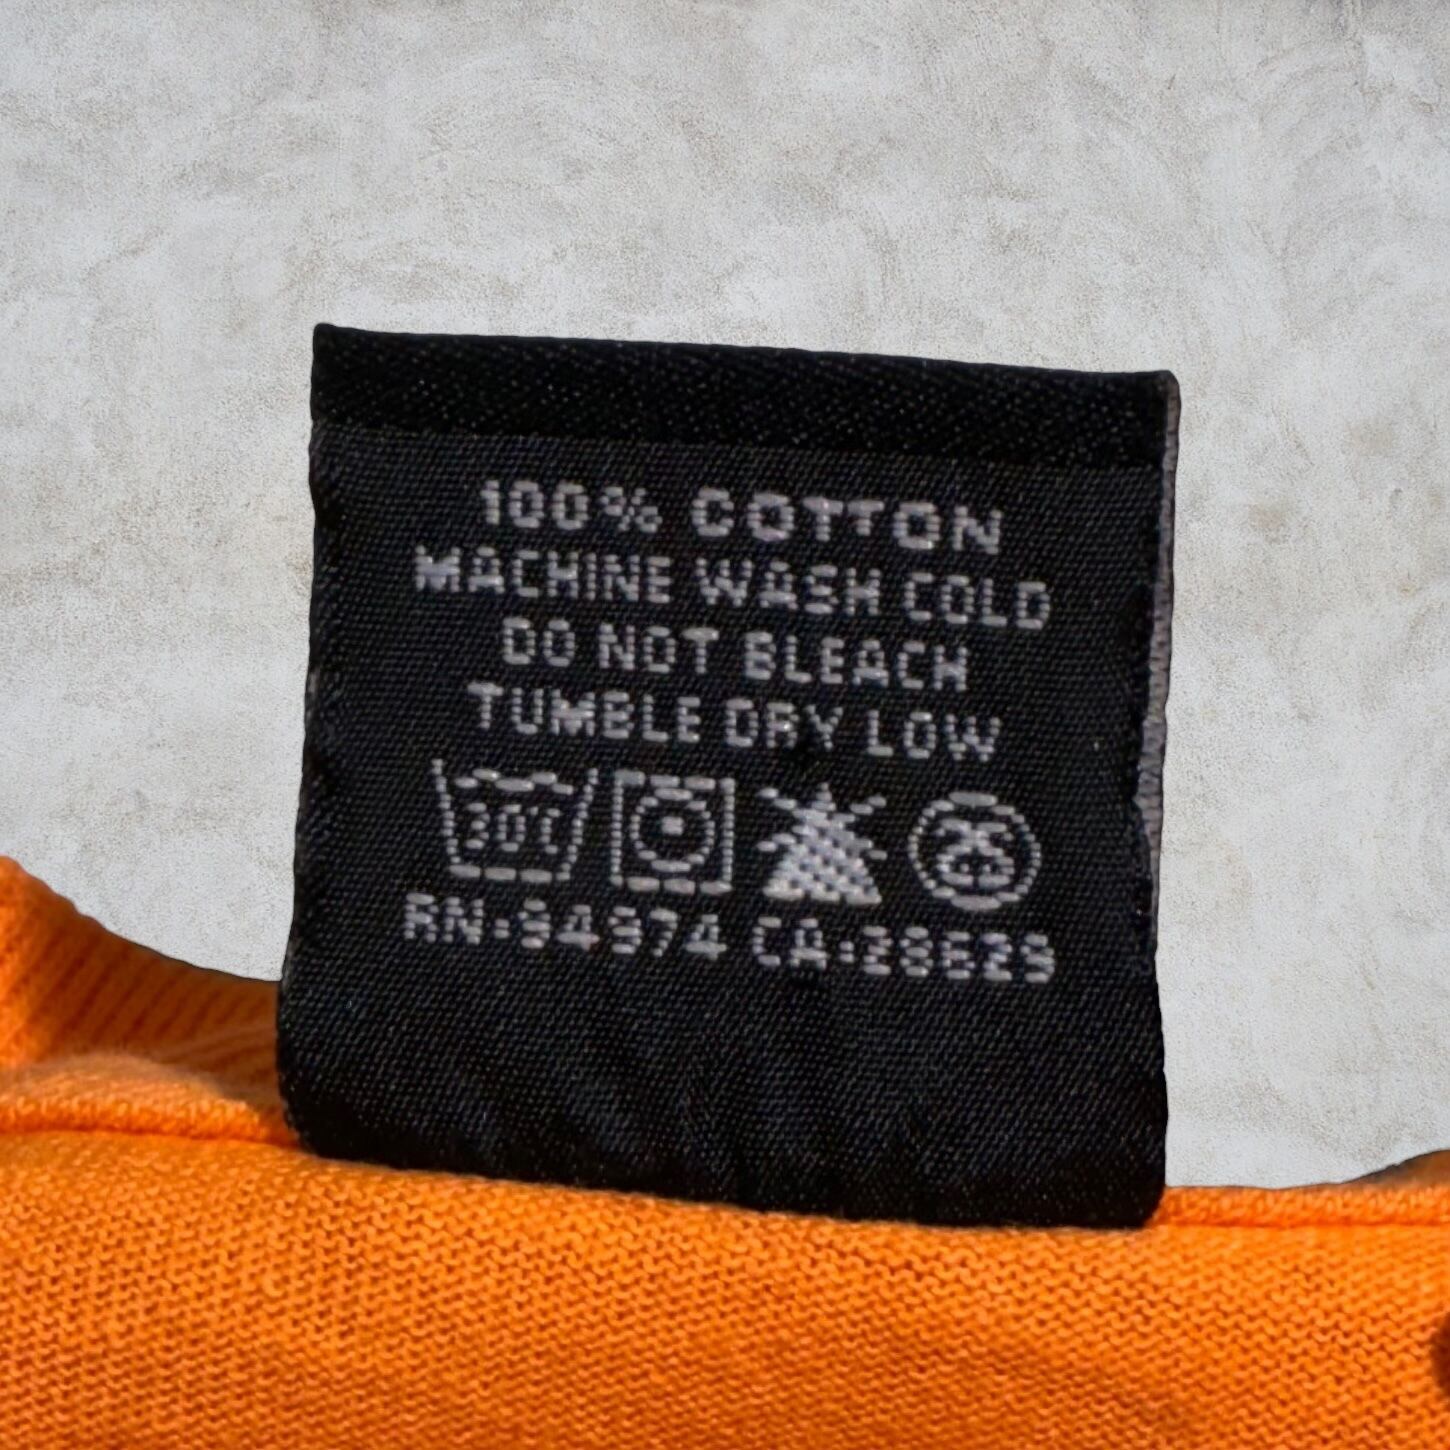 100% COTTON
MACHINE WASH COLD
DO NOT BLEACH
TUMBLE DRY LOW
30°C
RN:94974 CA:28629